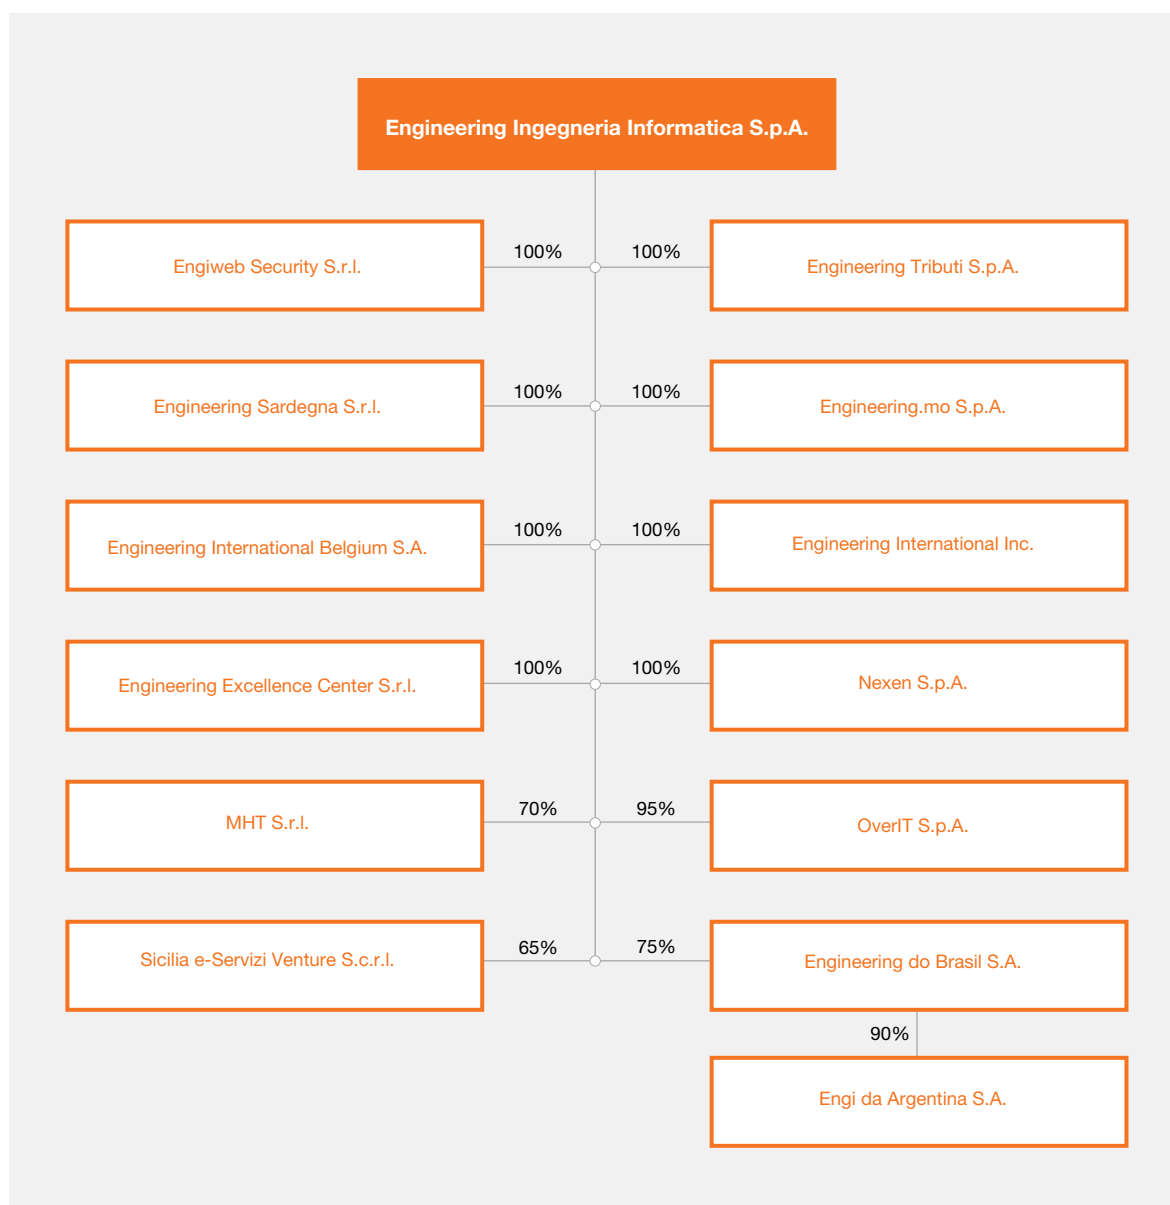 Engineering Ingegneria Informatica S.p.A.
Engiweb Security S.r.l.
100%
100%
Engineering Tributi S.p.A.
Engineering Sardegna S.r.l.
100%
100%
Engineering.mo S.p.A.
Engineering International Belgium S.A.
100%
100%
Engineering International Inc.
Engineering Excellence Center S.r.l.
100%
100%
Nexen S.p.A.
MHT S.r.l.
70%
95%
OverIT S.p.A.
Sicilia e-Servizi Venture S.c.r.l.
65%
75%
Engineering do Brasil S.A.
90%
Engi da Argentina S.A.